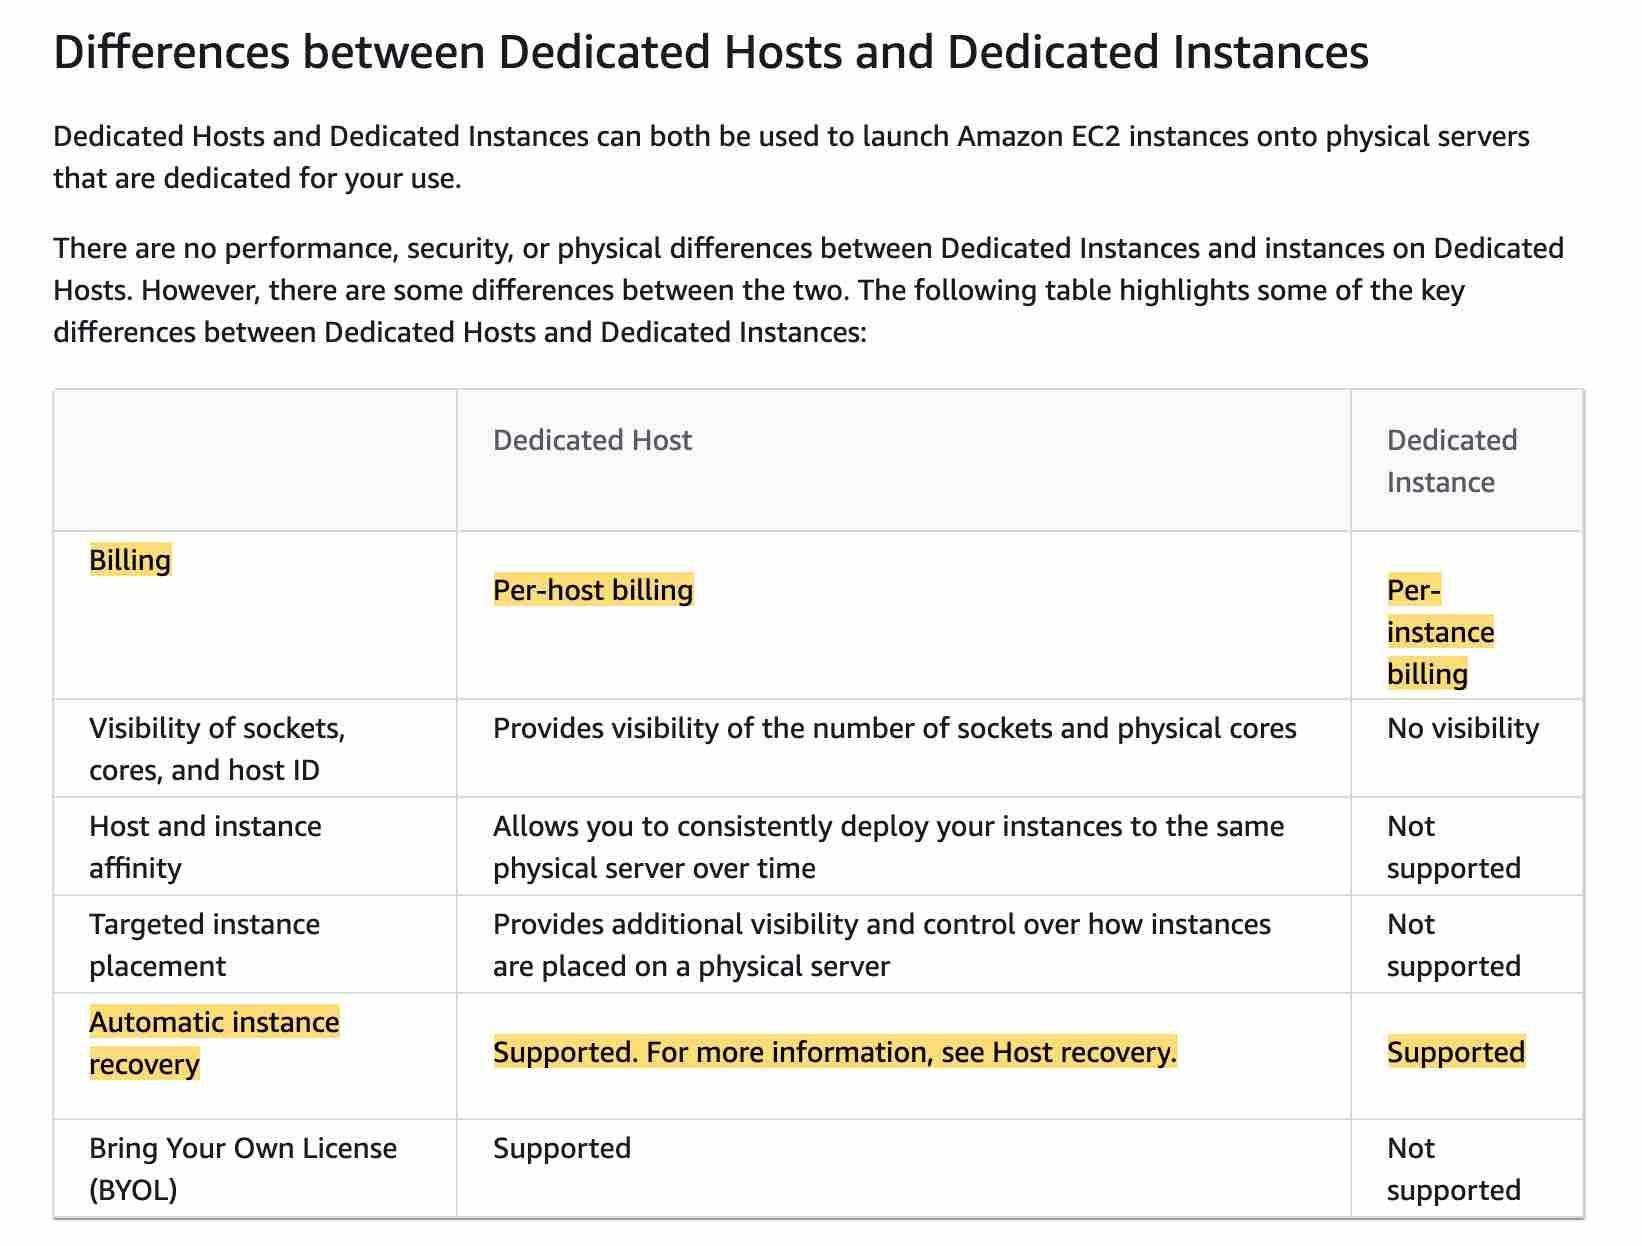 Differences between Dedicated Hosts and Dedicated Instances
Dedicated Hosts and Dedicated Instances can both be used to launch Amazon EC2 instances onto physical servers
that are dedicated for your use.
There are no performance, security, or physical differences between Dedicated Instances and instances on Dedicated
Hosts. However, there are some differences between the two. The following table highlights some of the key
differences between Dedicated Hosts and Dedicated Instances:
Dedicated Host
Dedicated
Instance
Billing
Per-host billing
Per-
instance
billing
Visibility of sockets,
cores, and host ID
Provides visibility of the number of sockets and physical cores
No visibility
Host and instance
affinity
Allows you to consistently deploy your instances to the same
physical server over time
Not
supported
Targeted instance
placement
Provides additional visibility and control over how instances
are placed on a physical server
Not
supported
Automatic instance
recovery
Supported. For more information, see Host recovery.
Supported
Bring Your Own License
(BYOL)
Supported
Not
supported